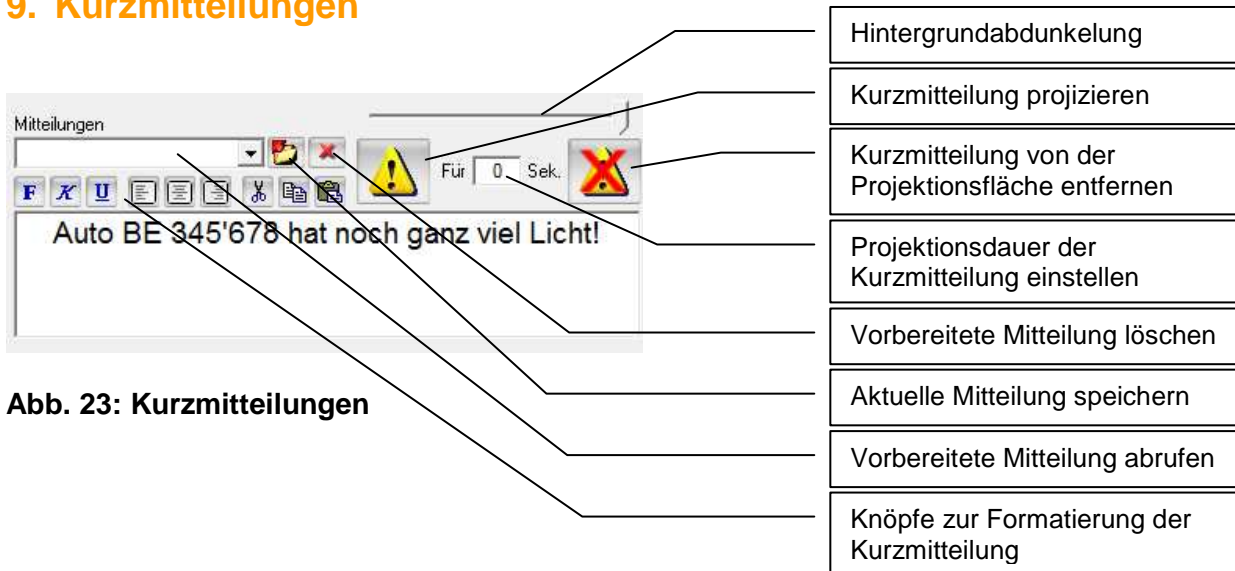 9. Kurzmitteilungen
Hintergrundabdunkelung
Kurzmitteilung projizieren
Mitteilungen
Für 0 Sek.
Kurzmitteilung von der
Projektionsfläche entfernen
F K U
Auto BE 345'678 hat noch ganz viel Licht!
Projektionsdauer der
Kurzmitteilung einstellen
Vorbereitete Mitteilung löschen
Abb. 23: Kurzmitteilungen
Aktuelle Mitteilung speichern
Vorbereitete Mitteilung abrufen
Knöpfe zur Formatierung der
Kurzmitteilung